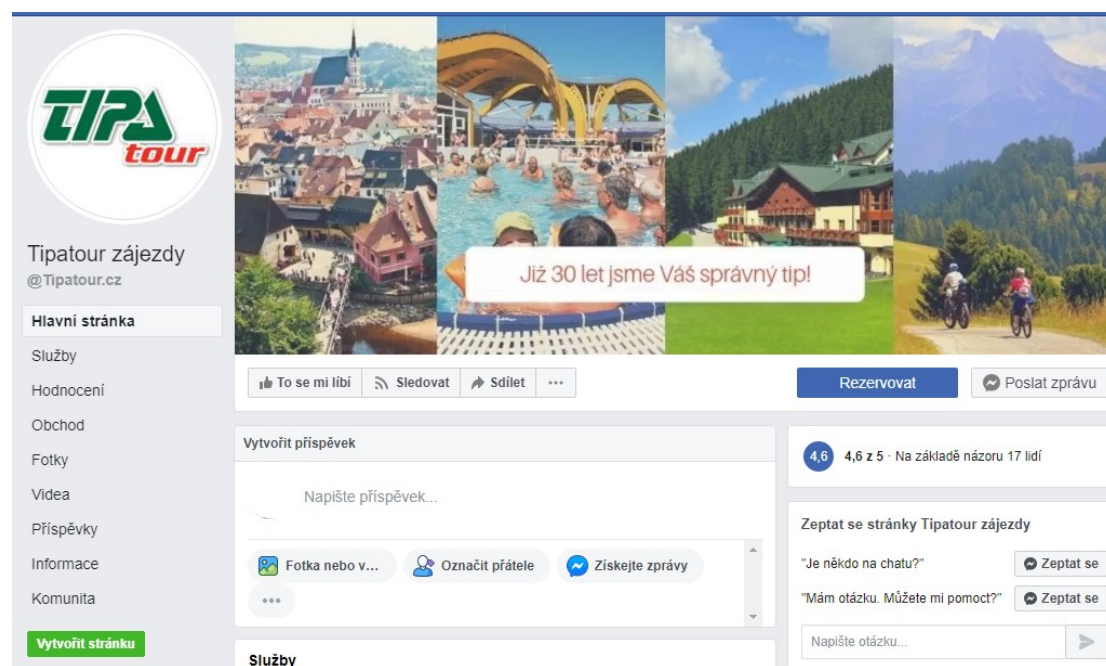 TIPA
tour
Tipatour zájezdy
@Tipatour.cz
Hlavní stránka
Služby
Hodnocení
Obchod
Fotky
Videa
Příspěvky
Informace
Komunita
Vytvořit stránku
Již 30 let jsme Váš správný tip!
To se mi líbí
Sledovat
Sdílet
Rezervovat
Poslat zprávu
Vytvořit příspěvek
Napište příspěvek...
Fotka nebo v...
Označit přátele
Získejte zprávy
Služby
4,6
4,6 z 5 · Na základě názoru 17 lidí
Zeptat se stránky Tipatour zájezdy
"Je někdo na chatu?"
Zeptat se
"Mám otázku. Můžete mi pomoct?"
Zeptat se
Napište otázku...